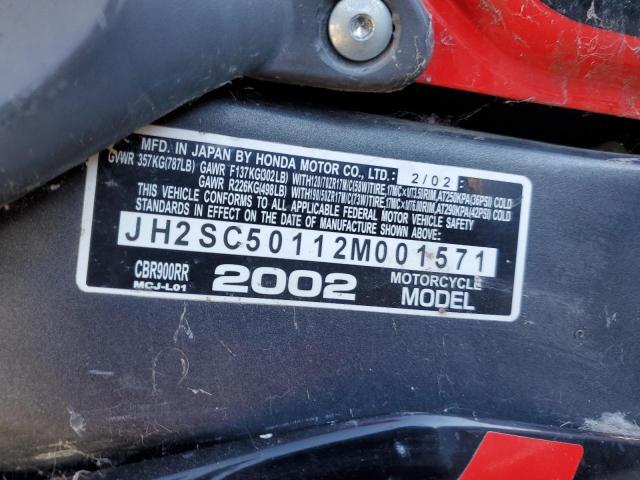 MFD. IN JAPAN BY HONDA MOTOR CO., LTD.: 2/02
GVWR 357KG(787LB) GAWR F137KG(302LB)WITH120/70ZR17M/C(58W)TIRE,17MC×MT3.50RIM,AT250KPA(36PSI) COLD
GAWR R226KG(498LB)WITH190/50ZR17M/C(73W)TIRE,17MC×MT6.00RIM,AT290KPA(42PSI) COLD
THIS VEHICLE CONFORMS TO ALL APPLICABLE FEDERAL MOTOR VEHICLE SAFETY
STANDARDS IN EFFECT ON THE DATE OF MANUFACTURE SHOWN ABOVE.
JH2SC50112M001571
CBR900RR 2002 MOTORCYCLE
MCJ-L01 MODEL